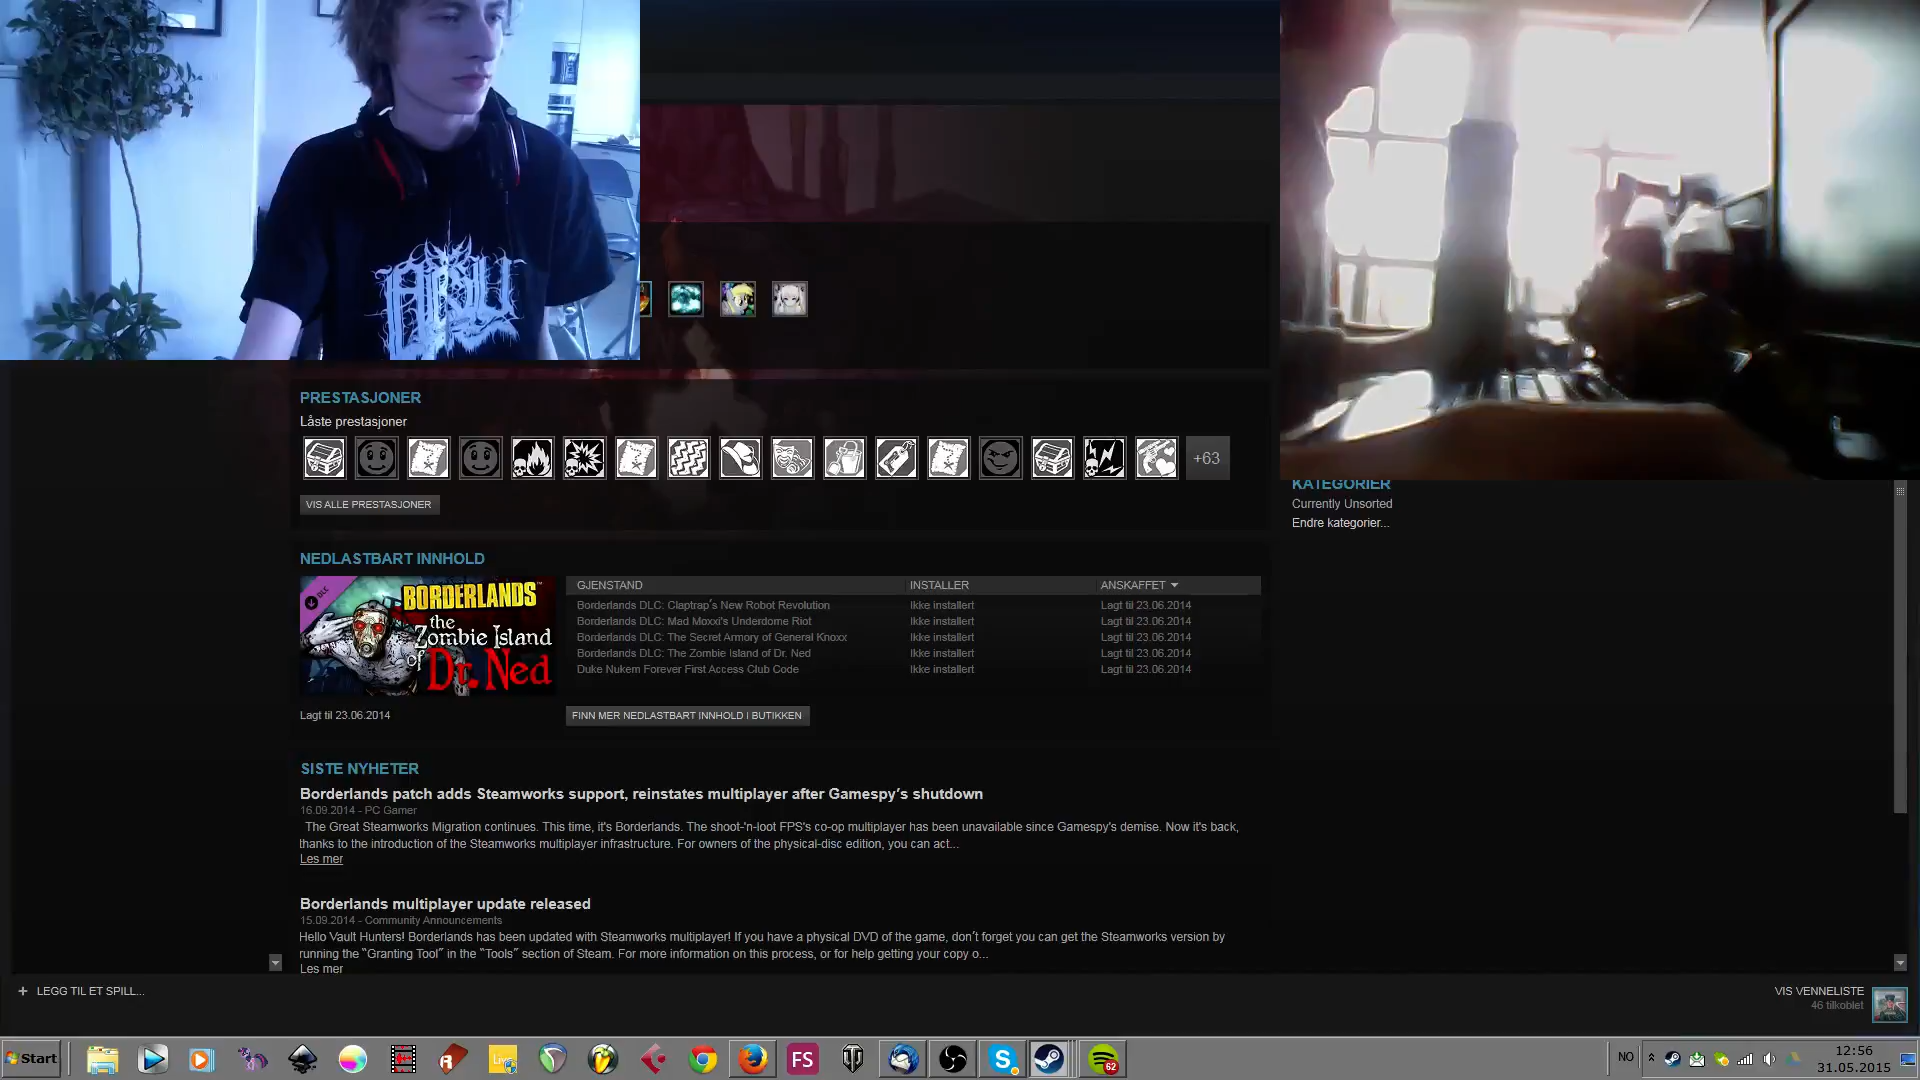 PRESTASJONER
Låste prestasjoner
+63
VIS ALLE PRESTASJONER
NEDLASTBART INNHOLD
DLC
BORDERLANDS
the
Zombie Island
of Dr. Ned
Lagt til 23.06.2014
GJENSTAND INSTALLER ANSKAFFET
Borderlands DLC: Claptrap's New Robot Revolution Ikke installert Lagt til 23.06.2014
Borderlands DLC: Mad Moxxi's Underdome Riot Ikke installert Lagt til 23.06.2014
Borderlands DLC: The Secret Armory of General Knoxx Ikke installert Lagt til 23.06.2014
Borderlands DLC: The Zombie Island of Dr. Ned Ikke installert Lagt til 23.06.2014
Duke Nukem Forever First Access Club Code Ikke installert Lagt til 23.06.2014
FINN MER NEDLASTBART INNHOLD I BUTIKKEN
KATEGORIER
Currently Unsorted
Endre kategorier...
SISTE NYHETER
Borderlands patch adds Steamworks support, reinstates multiplayer after Gamespy's shutdown
16.09.2014 - PC Gamer
The Great Steamworks Migration continues. This time, it's Borderlands. The shoot-'n-loot FPS's co-op multiplayer has been unavailable since Gamespy's demise. Now it's back,
thanks to the introduction of the Steamworks multiplayer infrastructure. For owners of the physical-disc edition, you can act...
Les mer
Borderlands multiplayer update released
15.09.2014 - Community Announcements
Hello Vault Hunters! Borderlands has been updated with Steamworks multiplayer! If you have a physical DVD of the game, don't forget you can get the Steamworks version by
running the "Granting Tool" in the "Tools" section of Steam. For more information on this process, or for help getting your copy o...
Les mer
+ LEGG TIL ET SPILL...
VIS VENNELISTE
46 tilkoblet
Start
Live
FS
62
NO
12:56
31.05.2015